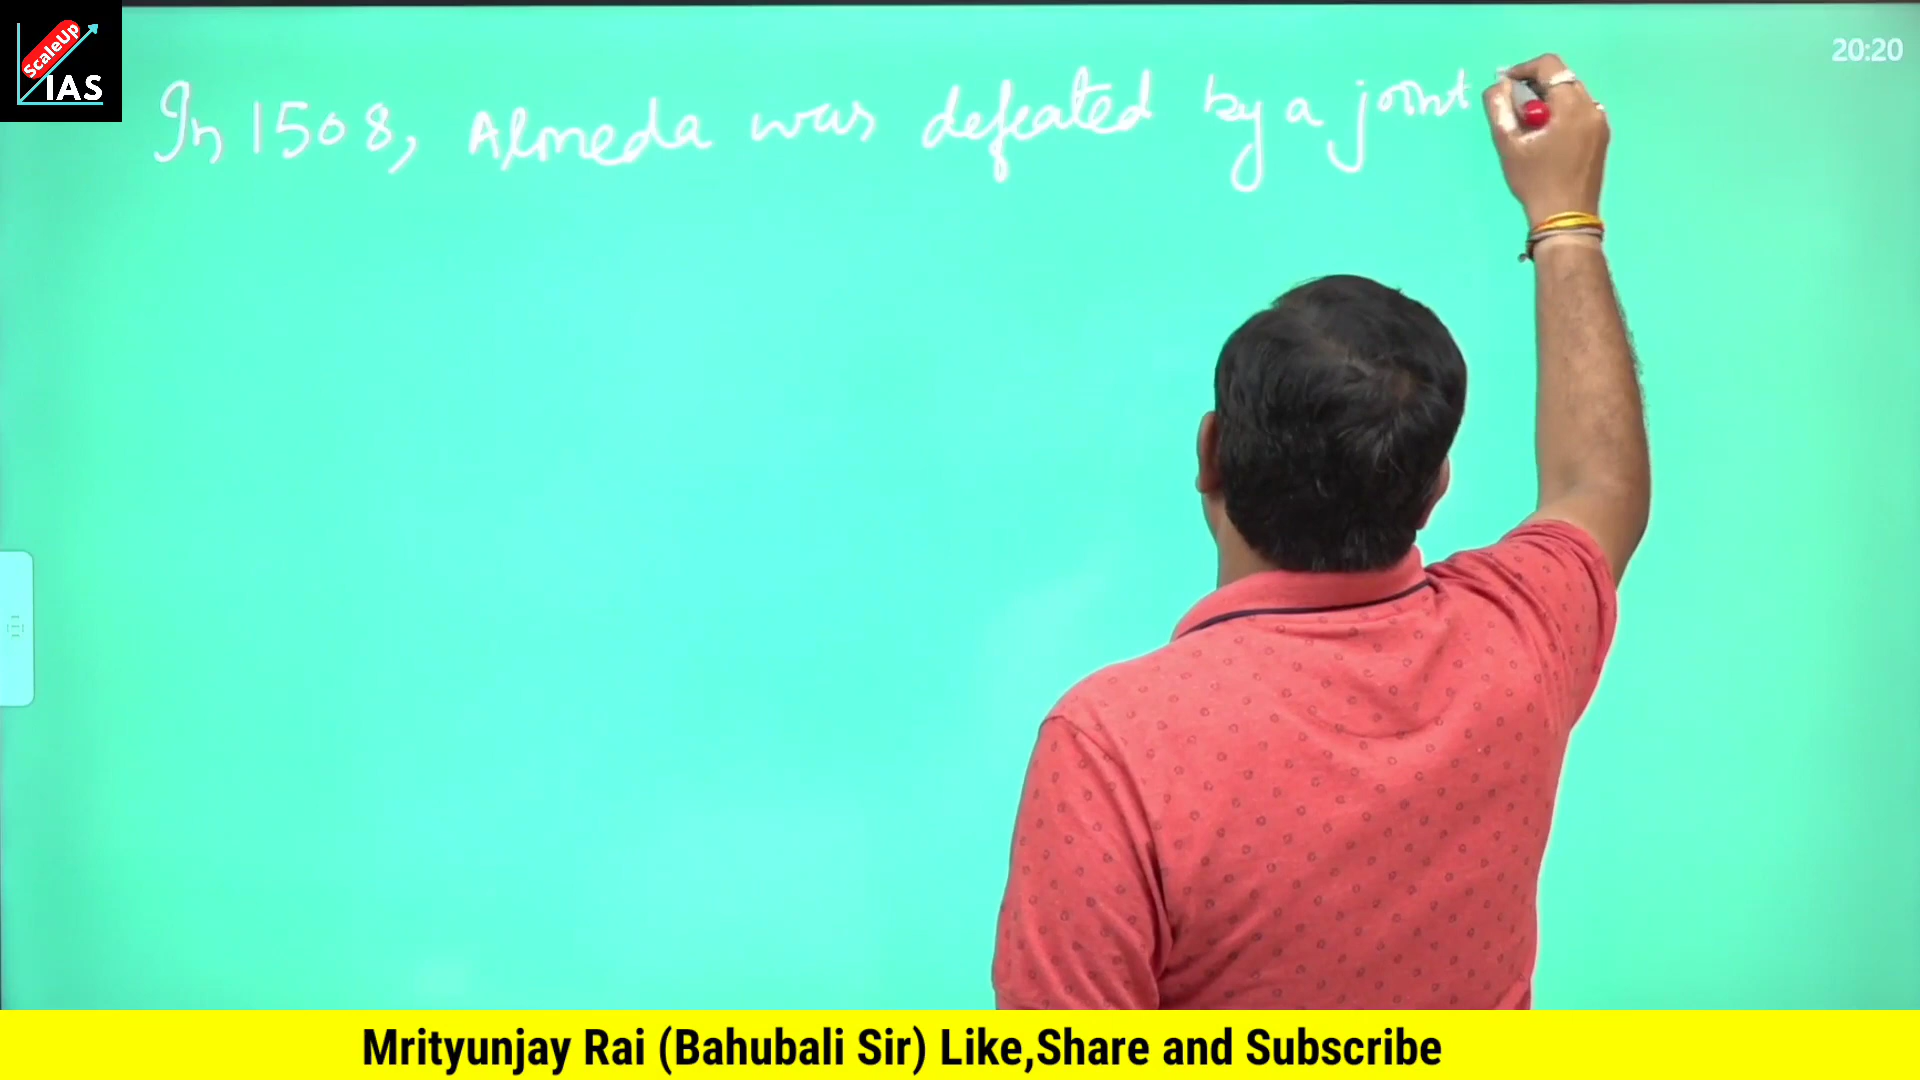 ScaleUp
IAS
20:20
In 1508, Almeda was defeated by a joint
Mrityunjay Rai (Bahubali Sir) Like,Share and Subscribe